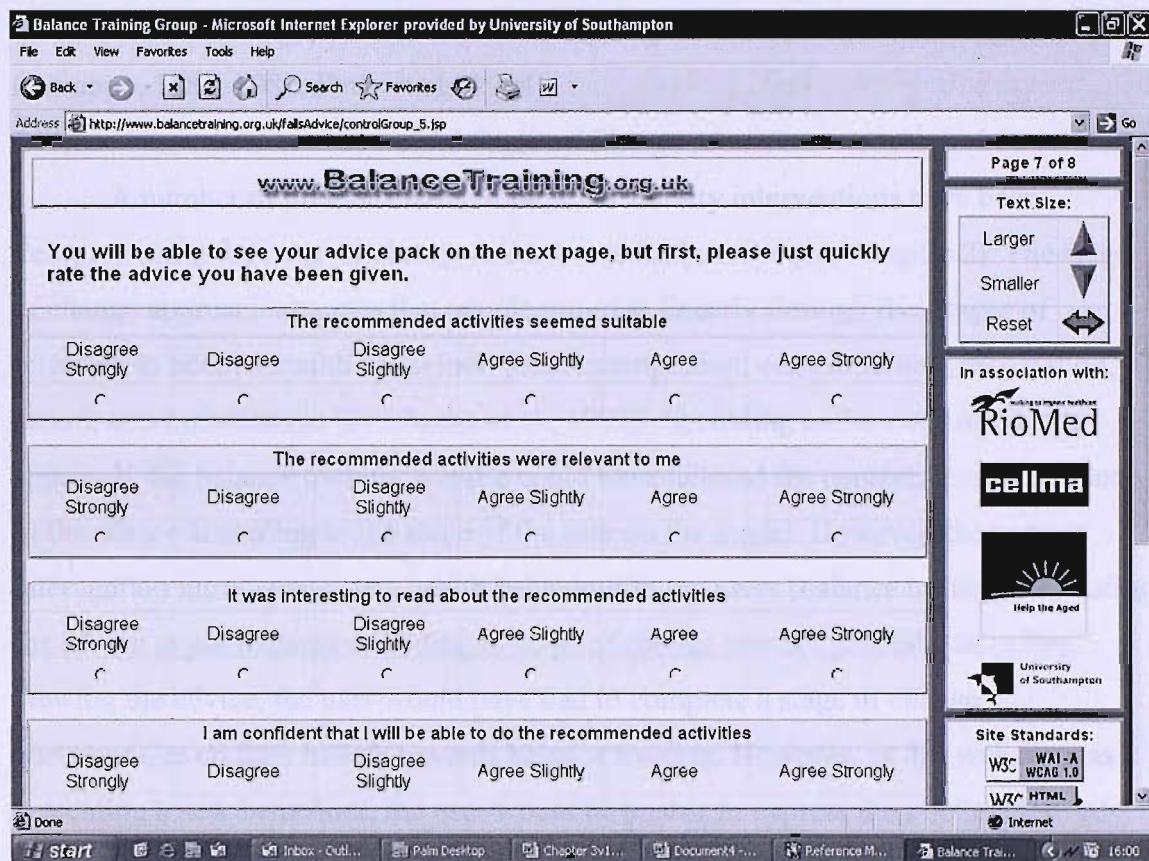 Balance Training Group - Microsoft Internet Explorer provided by University of Southampton
File Edit View Favorites Tools Help
Back Search Favorites
Address http://www.balancetraining.org.uk/fallsAdvice/controlGroup_5.jsp Go
www.BalanceTraining.org.uk
You will be able to see your advice pack on the next page, but first, please just quickly
rate the advice you have been given.
The recommended activities seemed suitable
Disagree Strongly Disagree Disagree Slightly Agree Slightly Agree Agree Strongly
The recommended activities were relevant to me
Disagree Strongly Disagree Disagree Slightly Agree Slightly Agree Agree Strongly
It was interesting to read about the recommended activities
Disagree Strongly Disagree Disagree Slightly Agree Slightly Agree Agree Strongly
I am confident that I will be able to do the recommended activities
Disagree Strongly Disagree Disagree Slightly Agree Slightly Agree Agree Strongly
Page 7 of 8
Text Size:
Larger
Smaller
Reset
In association with:
working to improve healthcare
RioMed
cellma
Help the Aged
University
of Southampton
Site Standards:
W3C WAI-A
WCAG 1.0
W3C HTML
Done Internet
start Inbox - Outl... Palm Desktop Chapter 3v1... Document4 -... Reference M... Balance Trai... 16:00